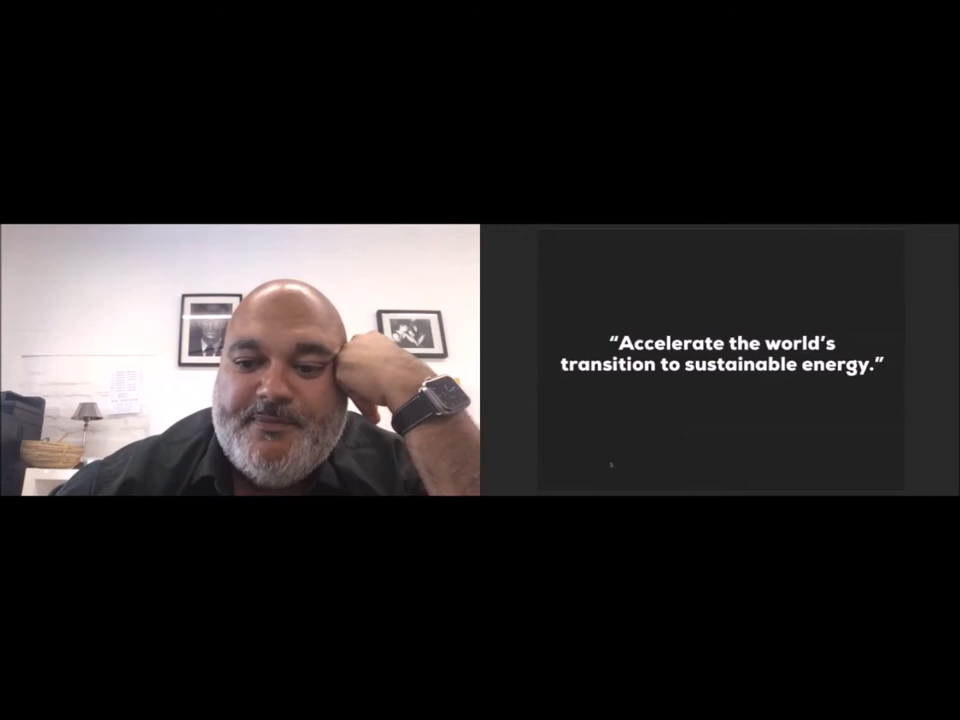 “Accelerate the world’s
transition to sustainable energy.”